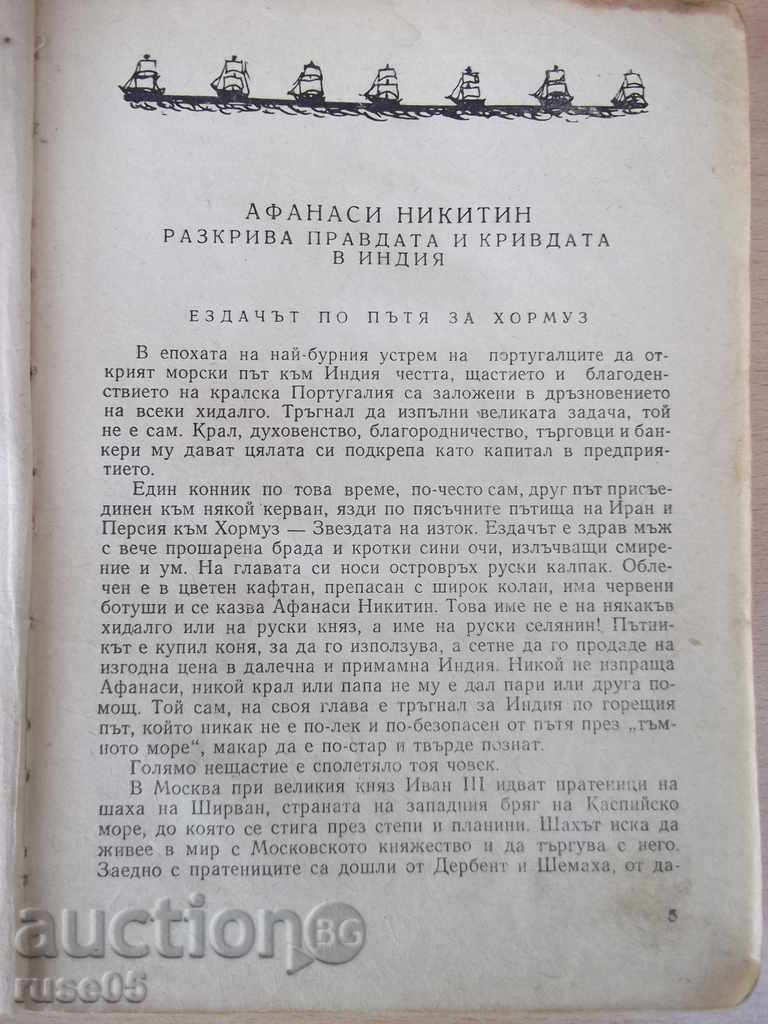 АФАНАСИ НИКИТИН
РАЗКРИВА ПРАВДАТА И КРИВДАТА
В ИНДИЯ
ЕЗДАЧЪТ ПО ПЪТЯ ЗА ХОРМУЗ
В епохата на най-бурния устрем на португалците да от-
крият морски път към Индия честта, щастието и благоден-
ствието на кралска Португалия са заложени в дръзновението
на всеки хидалго. Тръгнал да изпълни великата задача, той
не е сам. Крал, духовенство, благородничество, търговци и бан-
кери му дават цялата си подкрепа като капитал в предприя-
тието.
Един конник по това време, по-често сам, друг път присъе-
динен към някой керван, язди по пясъчните пътища на Иран и
Персия към Хормуз — Звездата на изток. Ездачът е здрав мъж
с вече прошарена брада и кротки сини очи, излъчващи смире-
ние и ум. На главата си носи островръх руски калпак. Обле-
чен е в цветен кафтан, препасан с широк колан, има червени
ботуши и се казва Афанаси Никитин. Това име не е на някакъв
хидалго или на руски княз, а име на руски селянин! Пътни-
кът е купил коня, за да го използува, а сетне да го продаде на
изгодна цена в далечна и примамна Индия. Никой не изпраща
Афанаси, никой крал или папа не му е дал пари или друга по-
мощ. Той сам, на своя глава е тръгнал за Индия по горещия
път, който никак не е по-лек и по-безопасен от пътя през „тъм-
ното море“, макар да е по-стар и твърде познат.
Голямо нещастие е сполетяло тоя човек.
В Москва при великия княз Иван III идват пратеници на
шаха на Ширван, страната на западния бряг на Каспийско
море, до която се стига през степи и планини. Шахът иска да
живее в мир с Московското княжество и да търгува с него.
Заедно с пратениците са дошли от Дербент и Шемаха, от да-
5
auction BG
ruse05